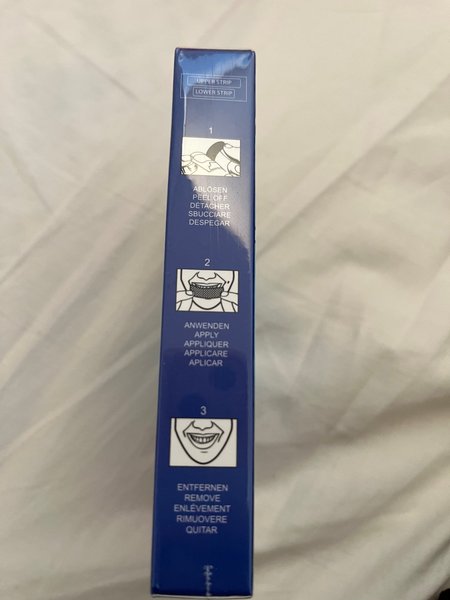 UPPER STRIP
LOWER STRIP
1
ABLÖSEN
PEEL OFF
DÉTACHER
SBUCCIARE
DESPEGAR
2
ANWENDEN
APPLY
APPLIQUER
APPLICARE
APLICAR
3
ENTFERNEN
REMOVE
ENLÉVEMENT
RIMUOVERE
QUITAR